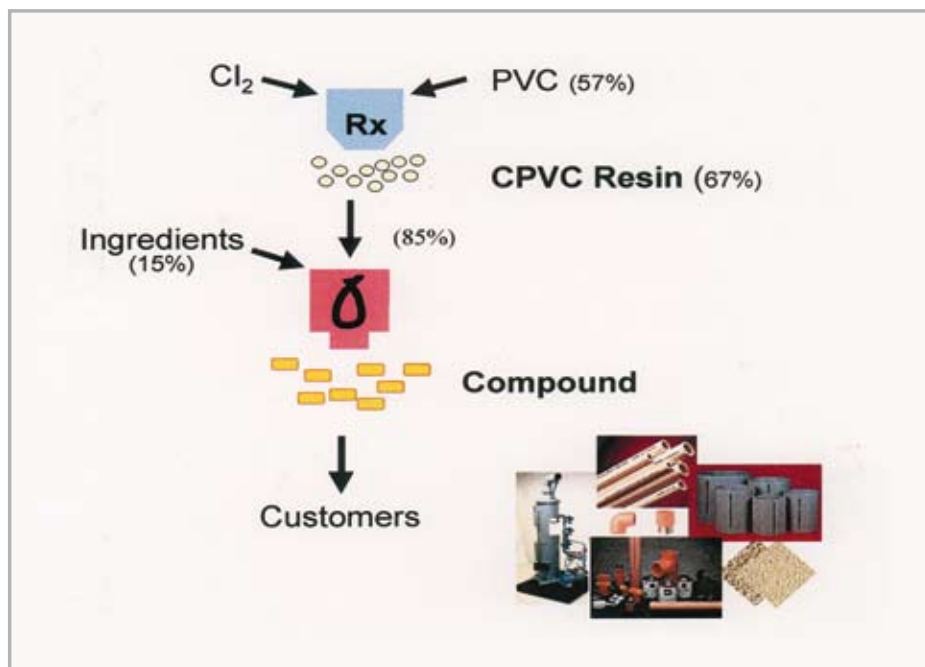 Cl₂
PVC (57%)
Rx
CPVC Resin (67%)
(85%)
Ingredients
(15%)
Compound
Customers